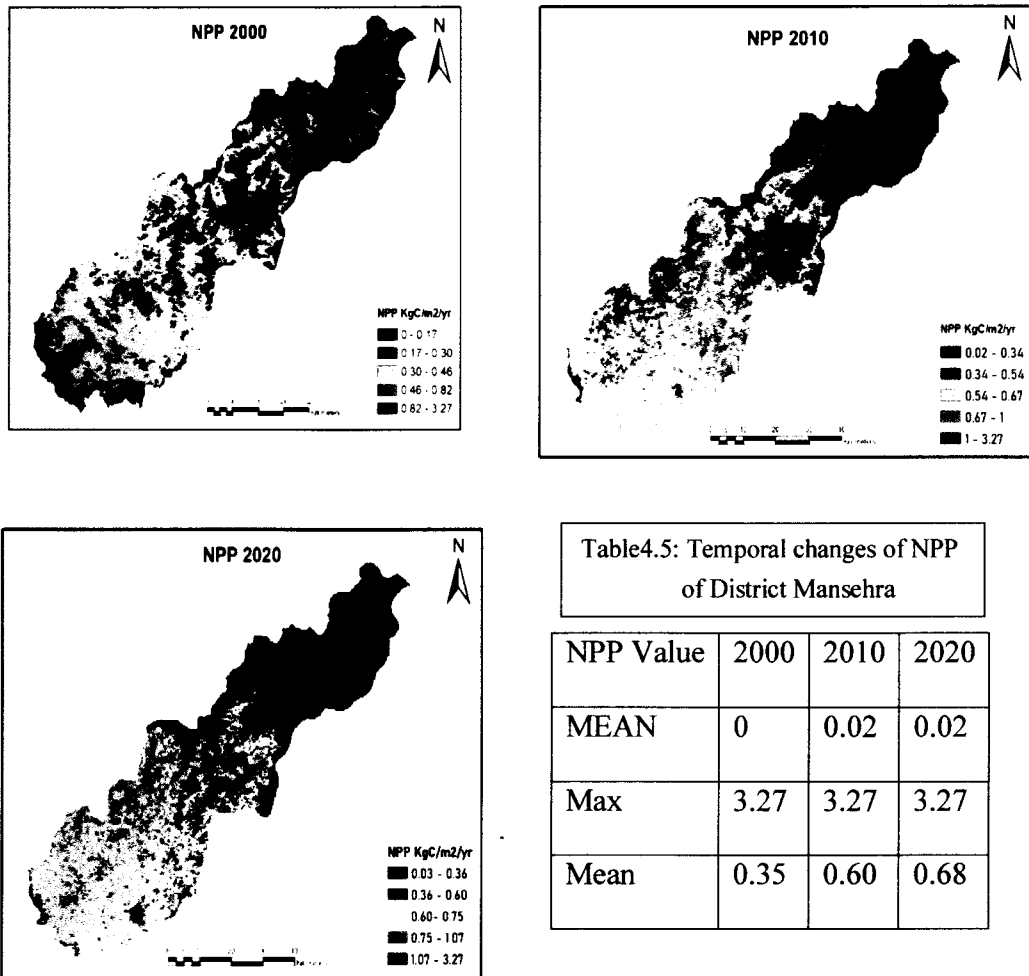 NPP 2000
N
NPP KgC/m2/yr
0 - 0.17
0.17 - 0.30
0.30 - 0.46
0.46 - 0.82
0.82 - 3.27
NPP 2010
N
NPP KgC/m2/yr
0.02 - 0.34
0.34 - 0.54
0.54 - 0.67
0.67 - 1
1 - 3.27
NPP 2020
N
NPP KgC/m2/yr
0.03 - 0.36
0.36 - 0.60
0.60 - 0.75
0.75 - 1.07
1.07 - 3.27
Table4.5: Temporal changes of NPP
of District Mansehra
NPP Value 2000 2010 2020
MEAN 0 0.02 0.02
Max 3.27 3.27 3.27
Mean 0.35 0.60 0.68